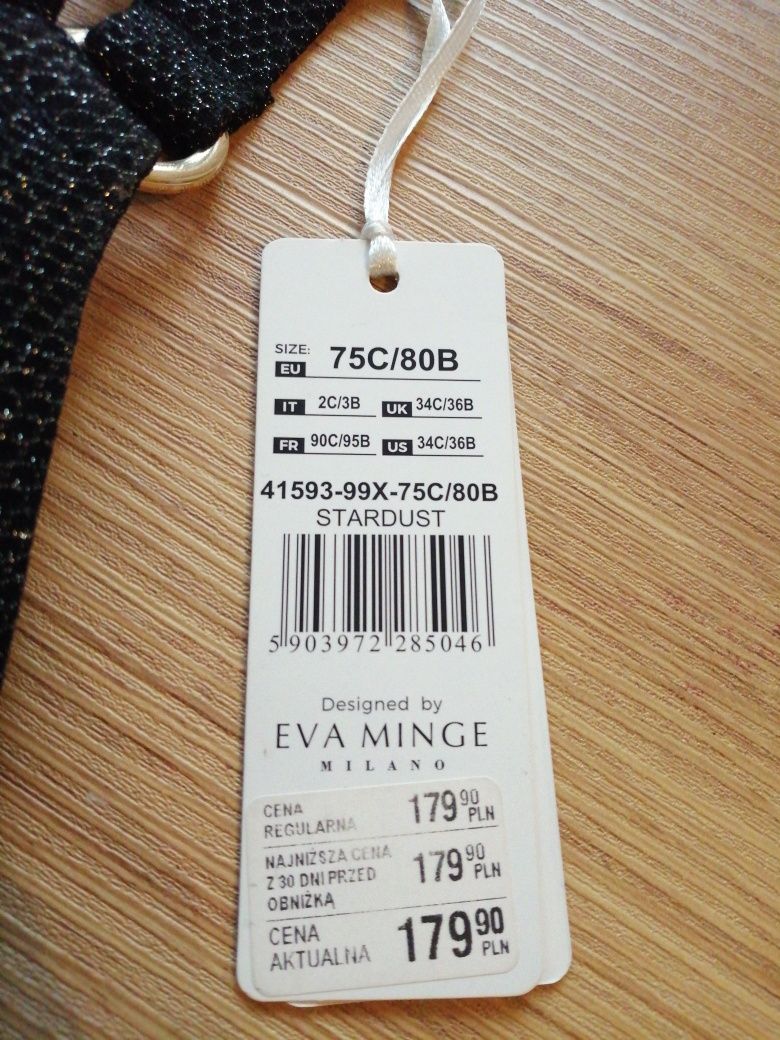 SIZE:
EU 75C/80B
IT 2C/3B UK 34C/36B
FR 90C/95B US 34C/36B
41593-99X-75C/80B
STARDUST
5 903972 285046
Designed by
EVA MINGE
MILANO
CENA
REGULARNA 179 90 PLN
NAJNIŻSZA CENA
Z 30 DNI PRZED
OBNIŻKĄ 179 90 PLN
CENA
AKTUALNA 179 90 PLN